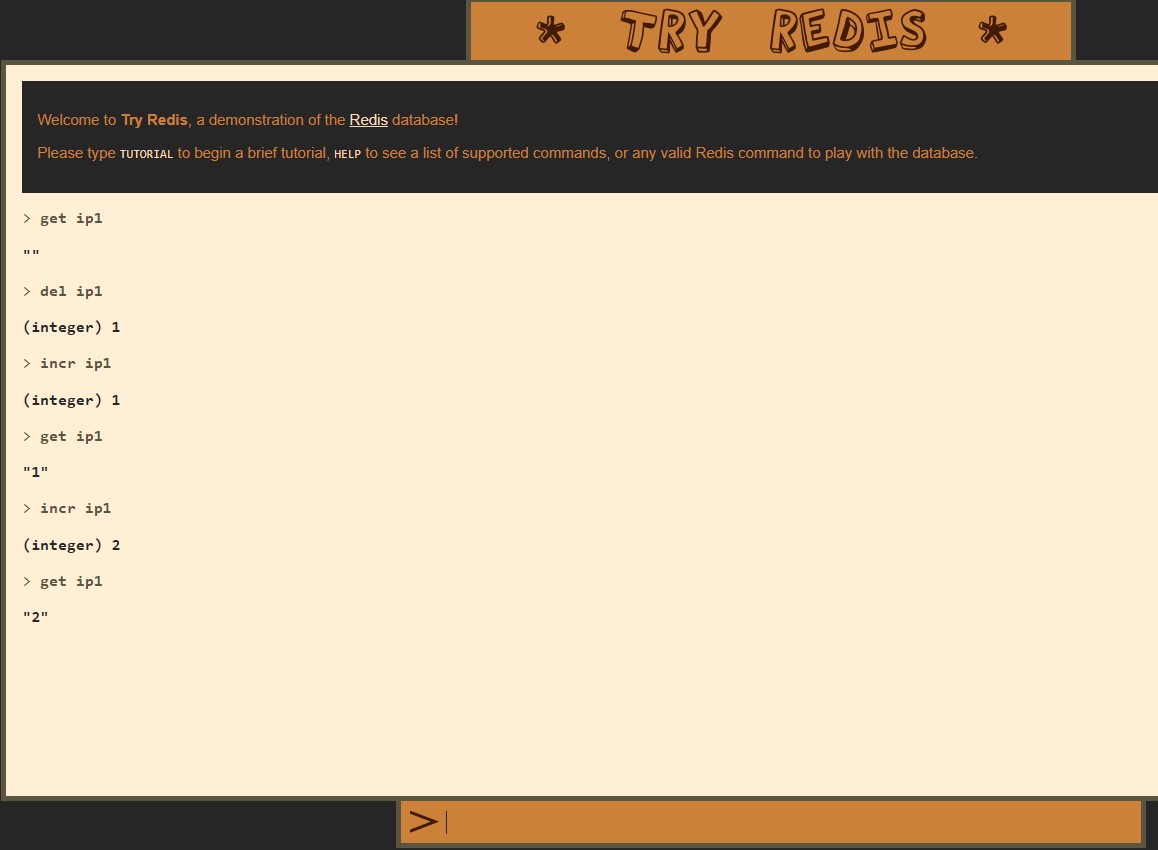 * TRY REDIS *
Welcome to Try Redis, a demonstration of the Redis database!
Please type TUTORIAL to begin a brief tutorial, HELP to see a list of supported commands, or any valid Redis command to play with the database.
> get ip1
""
> del ip1
(integer) 1
> incr ip1
(integer) 1
> get ip1
"1"
> incr ip1
(integer) 2
> get ip1
"2"
>